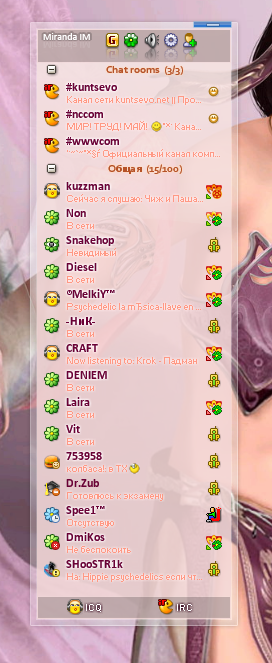 Miranda IM
Chat rooms (3/3)
#kuntsevo
Канал сети kuntsevo.net || Про...
#nccom
МИР! ТРУД! МАЙ! Кана...
#wwwcom
Официальный канал комп...
Общая (15/100)
kuzzman
Сейчас я слушаю: Чиж и Паша...
Non
В сети
Snakehop
Невидимый
Diesel
В сети
®MelkiY™
Psychedelic la m'Ћsica-llave en ...
-НиК-
В сети
CRAFT
Now listening to: Krok - Падман
DENIEM
В сети
Laira
В сети
Vit
В сети
753958
колбаса!. в ТХ
Dr.Zub
Готовлюсь к экзамену
Spee1™
Отсутствую
DmiKos
Не беспокоить
SHooSTR1k
На, Hippie psychedelics если чт...
ICQ
IRC